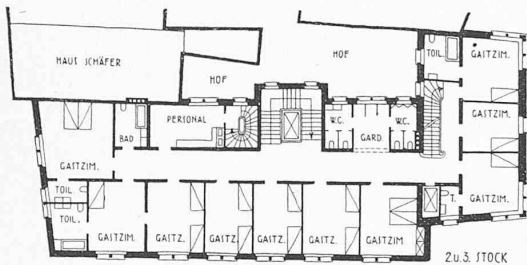 HAUS SCHÄFER
HOF
HOF
TOIL.
GASTZIM.
GASTZIM.
GASTZIM.
BAD
PERSONAL
W.C.
GARD
W.C.
GASTZIM.
TOIL.
TOIL.
T.
GASTZIM.
GASTZ.
GASTZ.
GASTZ.
GASTZ.
GASTZIM
2.u.3. STOCK